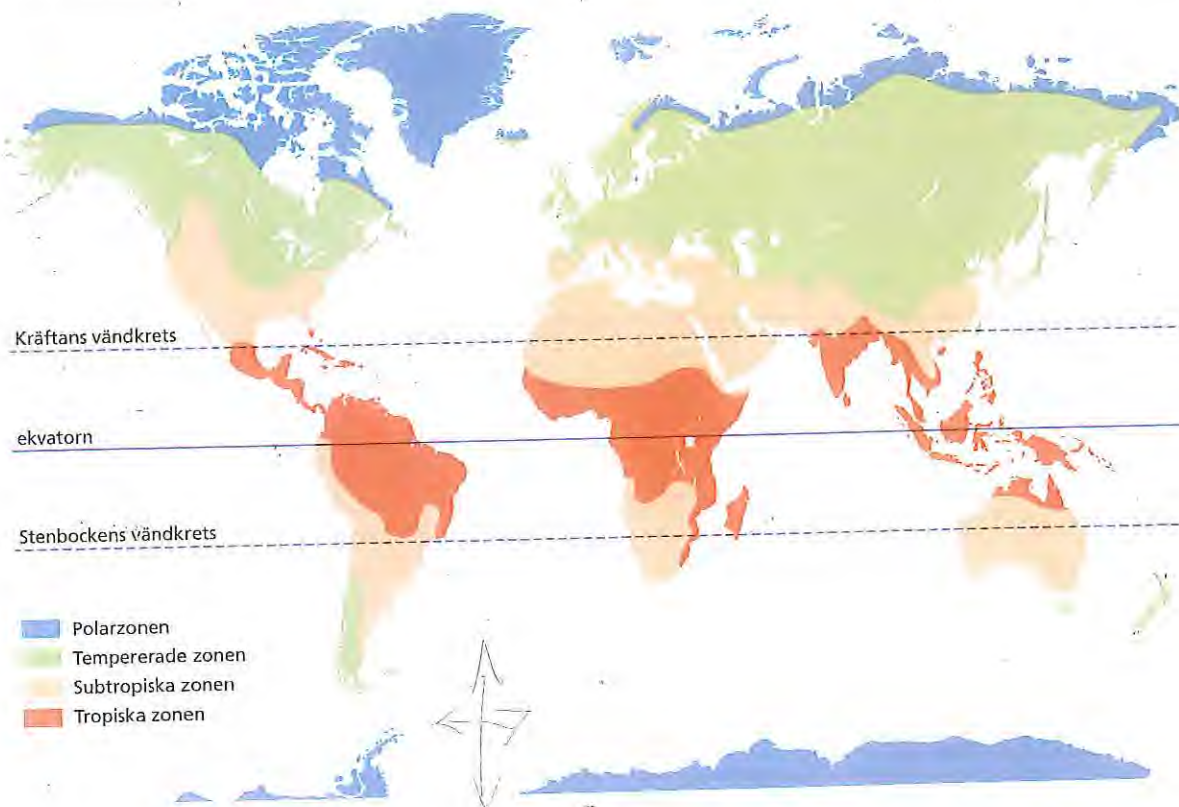 Kräftans vändkrets
ekvatorn
Stenbockens vändkrets
Polarzonen
Tempererade zonen
Subtropiska zonen
Tropiska zonen